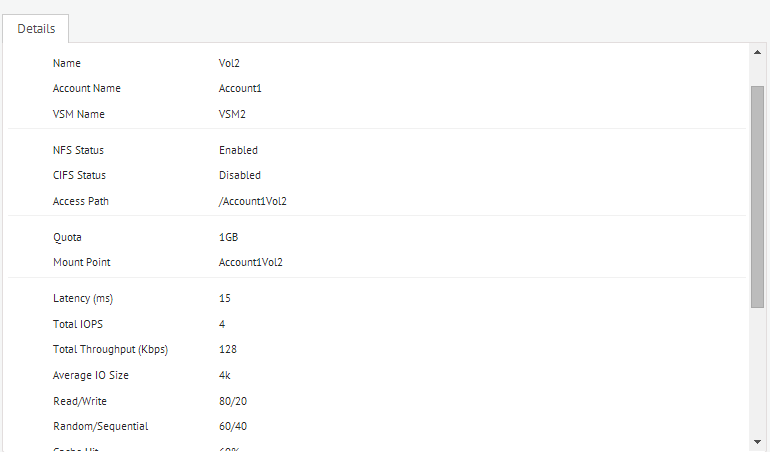 Details
Name Vol2
Account Name Account1
VSM Name VSM2
NFS Status Enabled
CIFS Status Disabled
Access Path /Account1Vol2
Quota 1GB
Mount Point Account1Vol2
Latency (ms) 15
Total IOPS 4
Total Throughput (Kbps) 128
Average IO Size 4k
Read/Write 80/20
Random/Sequential 60/40
Cache Hit